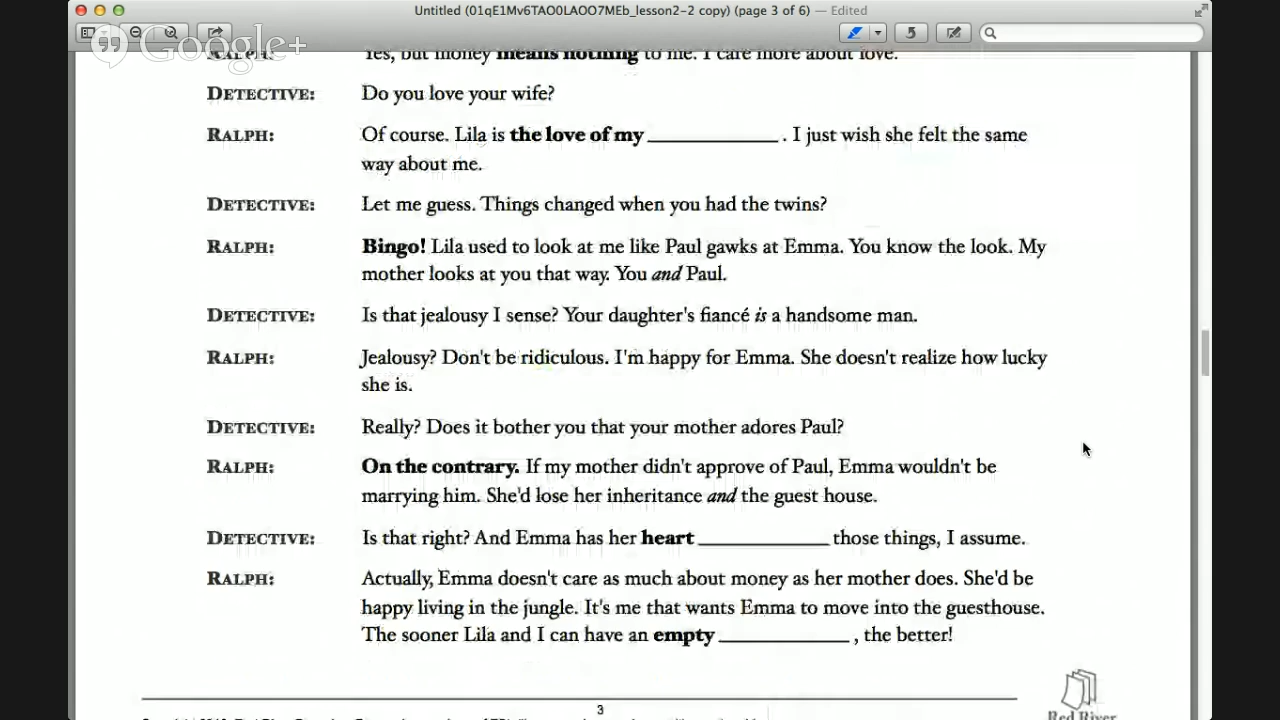 Untitled (01qE1Mv6TAO0LAOO7MEb_lesson2-2 copy) (page 3 of 6) — Edited
Google+
RALPH: Yes, but money means nothing to me. I care more about love.
DETECTIVE: Do you love your wife?
RALPH: Of course. Lila is the love of my ____________ . I just wish she felt the same
way about me.
DETECTIVE: Let me guess. Things changed when you had the twins?
RALPH: Bingo! Lila used to look at me like Paul gawks at Emma. You know the look. My
mother looks at you that way. You and Paul.
DETECTIVE: Is that jealousy I sense? Your daughter's fiancé is a handsome man.
RALPH: Jealousy? Don't be ridiculous. I'm happy for Emma. She doesn't realize how lucky
she is.
DETECTIVE: Really? Does it bother you that your mother adores Paul?
RALPH: On the contrary. If my mother didn't approve of Paul, Emma wouldn't be
marrying him. She'd lose her inheritance and the guest house.
DETECTIVE: Is that right? And Emma has her heart ____________ those things, I assume.
RALPH: Actually, Emma doesn't care as much about money as her mother does. She'd be
happy living in the jungle. It's me that wants Emma to move into the guesthouse.
The sooner Lila and I can have an empty ____________ , the better!
3
Red River